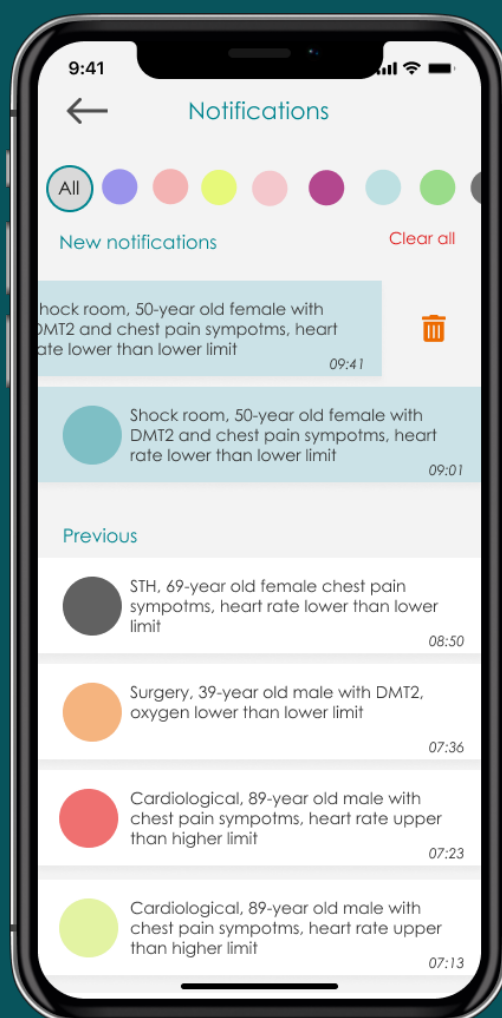 9:41
Notifications
All
New notifications
Clear all
hock room, 50-year old female with
DMT2 and chest pain sympotms, heart
ate lower than lower limit
09:41
Shock room, 50-year old female with
DMT2 and chest pain sympotms, heart
rate lower than lower limit
09:01
Previous
STH, 69-year old female chest pain
sympotms, heart rate lower than lower
limit
08:50
Surgery, 39-year old male with DMT2,
oxygen lower than lower limit
07:36
Cardiological, 89-year old male with
chest pain sympotms, heart rate upper
than higher limit
07:23
Cardiological, 89-year old male with
chest pain sympotms, heart rate upper
than higher limit
07:13